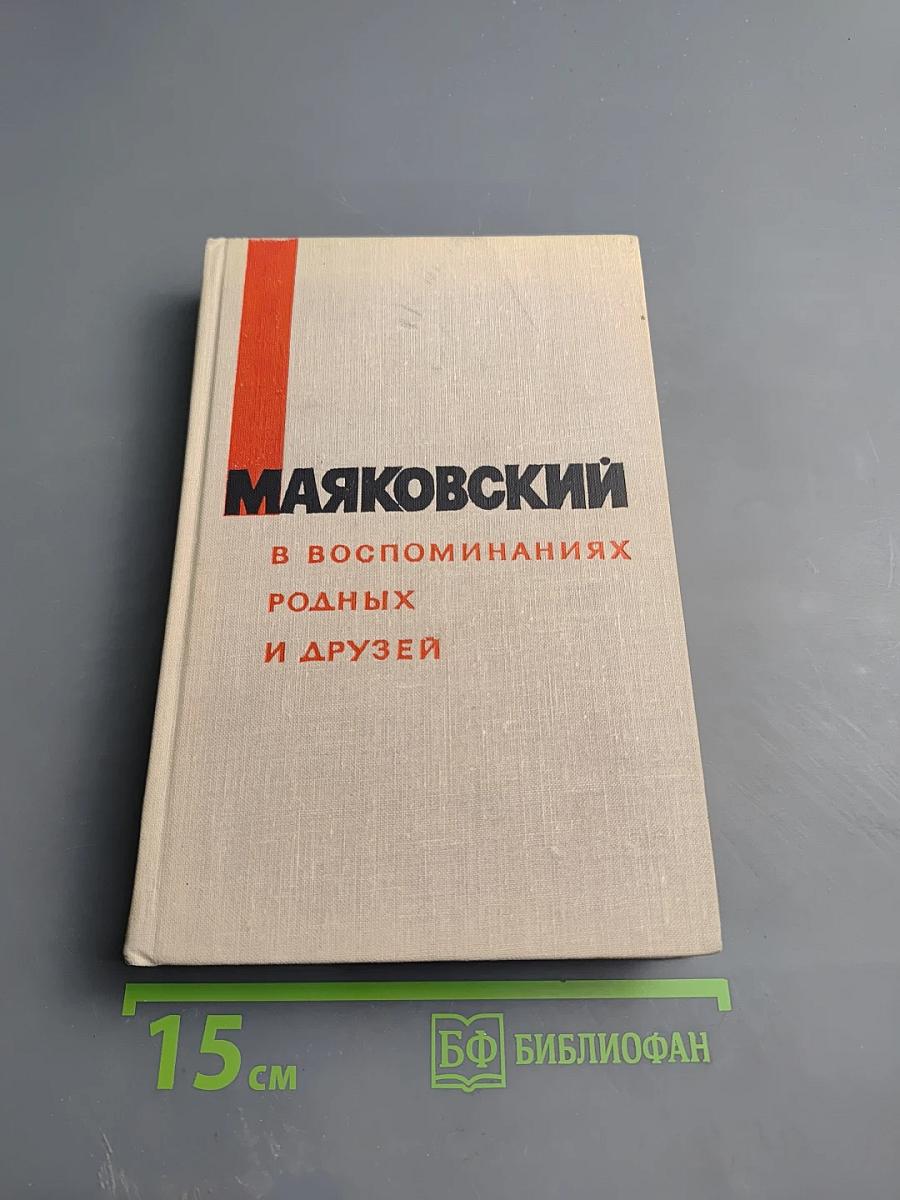 МАЯКОВСКИЙ
В ВОСПОМИНАНИЯХ
РОДНЫХ
И ДРУЗЕЙ
15 см
БФ БИБЛИОФАН